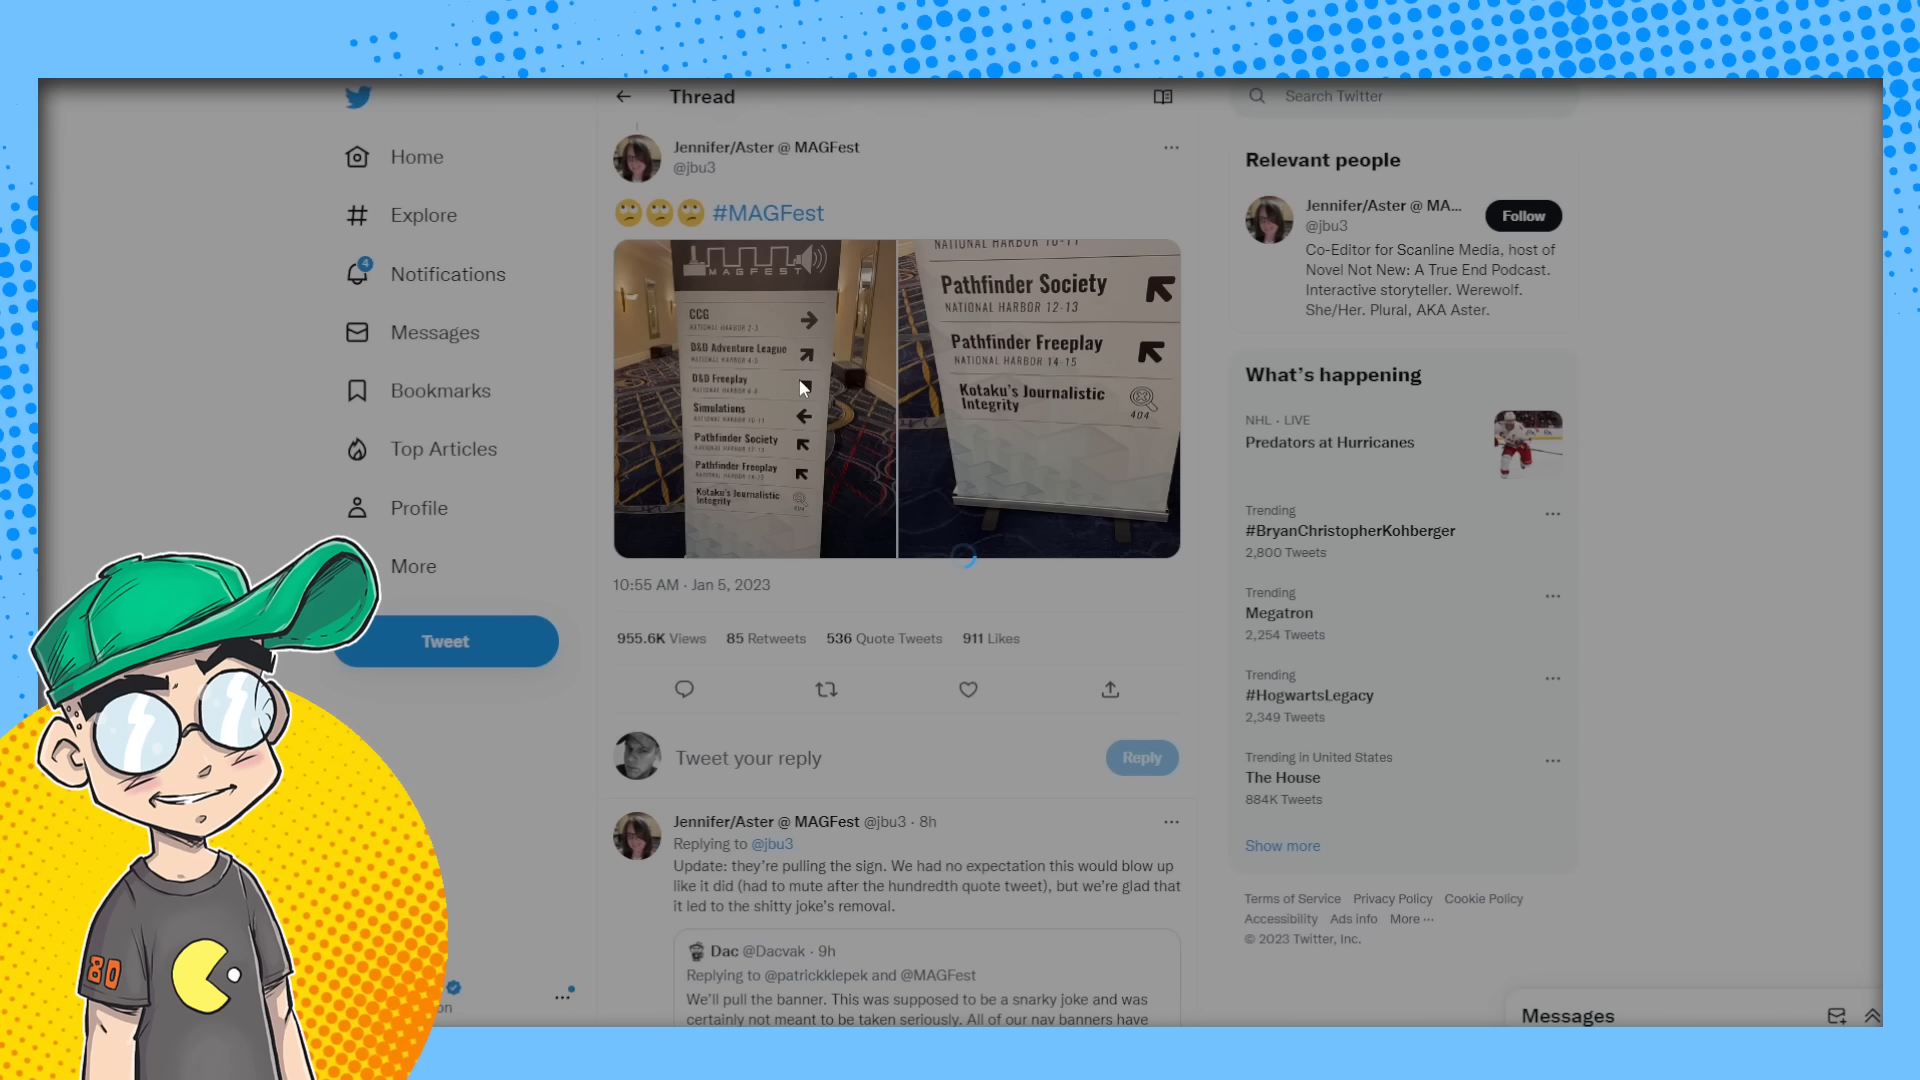 Home
Explore
4
Notifications
Messages
Bookmarks
Top Articles
Profile
More
Tweet
80
Thread
Jennifer/Aster @ MAGFest
@jbu3
#MAGFest
MAGFEST
CCG
NATIONAL HARBOR 2-3
D&D Adventure League
D&D Freeplay
Simulations
Pathfinder Society
Pathfinder Freeplay
Kotaku's Journalistic
Integrity
404
NATIONAL HARBOR 10-11
Pathfinder Society
NATIONAL HARBOR 12-13
Pathfinder Freeplay
NATIONAL HARBOR 14-15
Kotaku's Journalistic
Integrity
404
10:55 AM · Jan 5, 2023
955.6K Views 85 Retweets 536 Quote Tweets 911 Likes
Tweet your reply
Reply
Jennifer/Aster @ MAGFest @jbu3 · 8h
Replying to @jbu3
Update: they're pulling the sign. We had no expectation this would blow up
like it did (had to mute after the hundredth quote tweet), but we're glad that
it led to the shitty joke's removal.
Dac @Dacvak · 9h
Replying to @patrickklepek and @MAGFest
We'll pull the banner. This was supposed to be a snarky joke and was
certainly not meant to be taken seriously. All of our nav banners have
Search Twitter
Relevant people
Jennifer/Aster @ MA...
@jbu3
Follow
Co-Editor for Scanline Media, host of
Novel Not New: A True End Podcast.
Interactive storyteller. Werewolf.
She/Her. Plural, AKA Aster.
What's happening
NHL · LIVE
Predators at Hurricanes
Trending
#BryanChristopherKohberger
2,800 Tweets
Trending
Megatron
2,254 Tweets
Trending
#HogwartsLegacy
2,349 Tweets
Trending in United States
The House
884K Tweets
Show more
Terms of Service Privacy Policy Cookie Policy
Accessibility Ads info More ···
© 2023 Twitter, Inc.
Messages